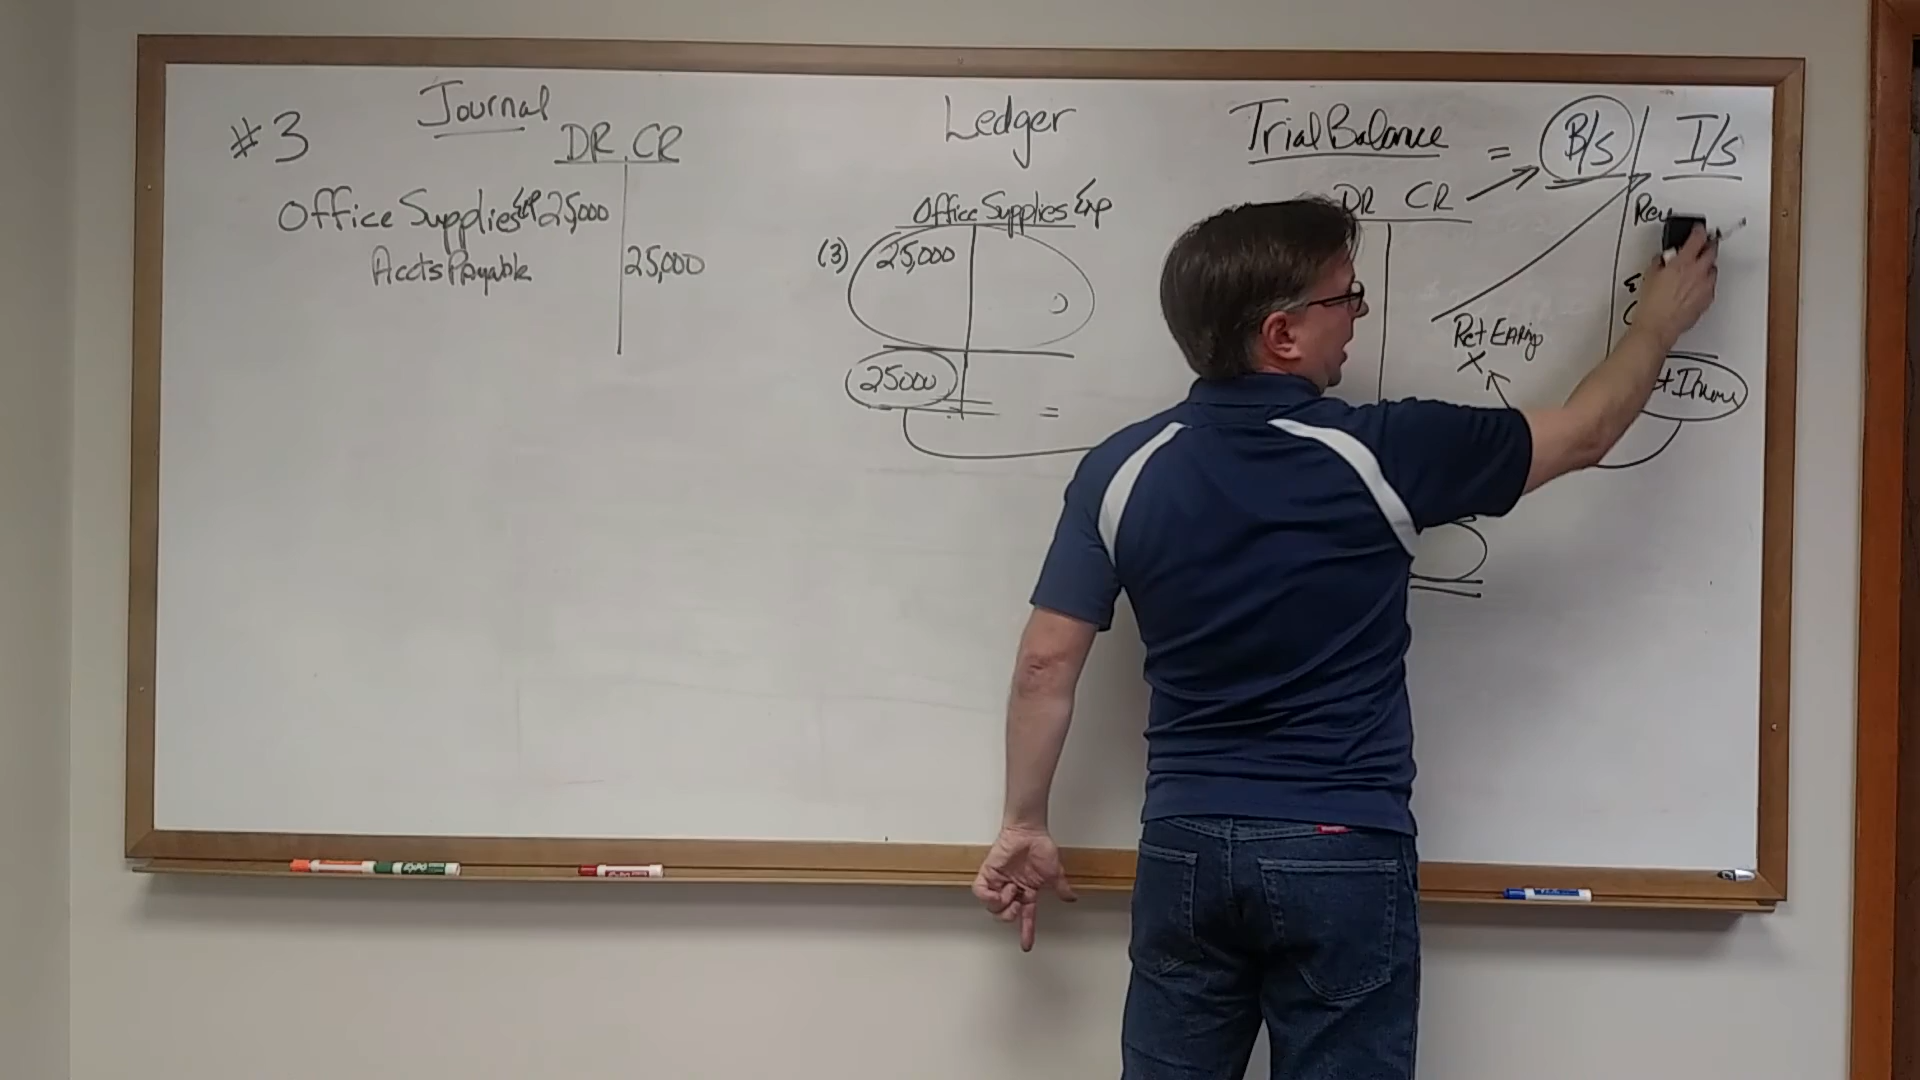 #3
Journal
DR CR
Office Supplies Exp 25,000
Accts Payable 25,000
Ledger
Office Supplies Exp
(3) 25,000
25000
=
Trial Balance = B/S / I/S
DR CR
Rev
Ret Earnings
X